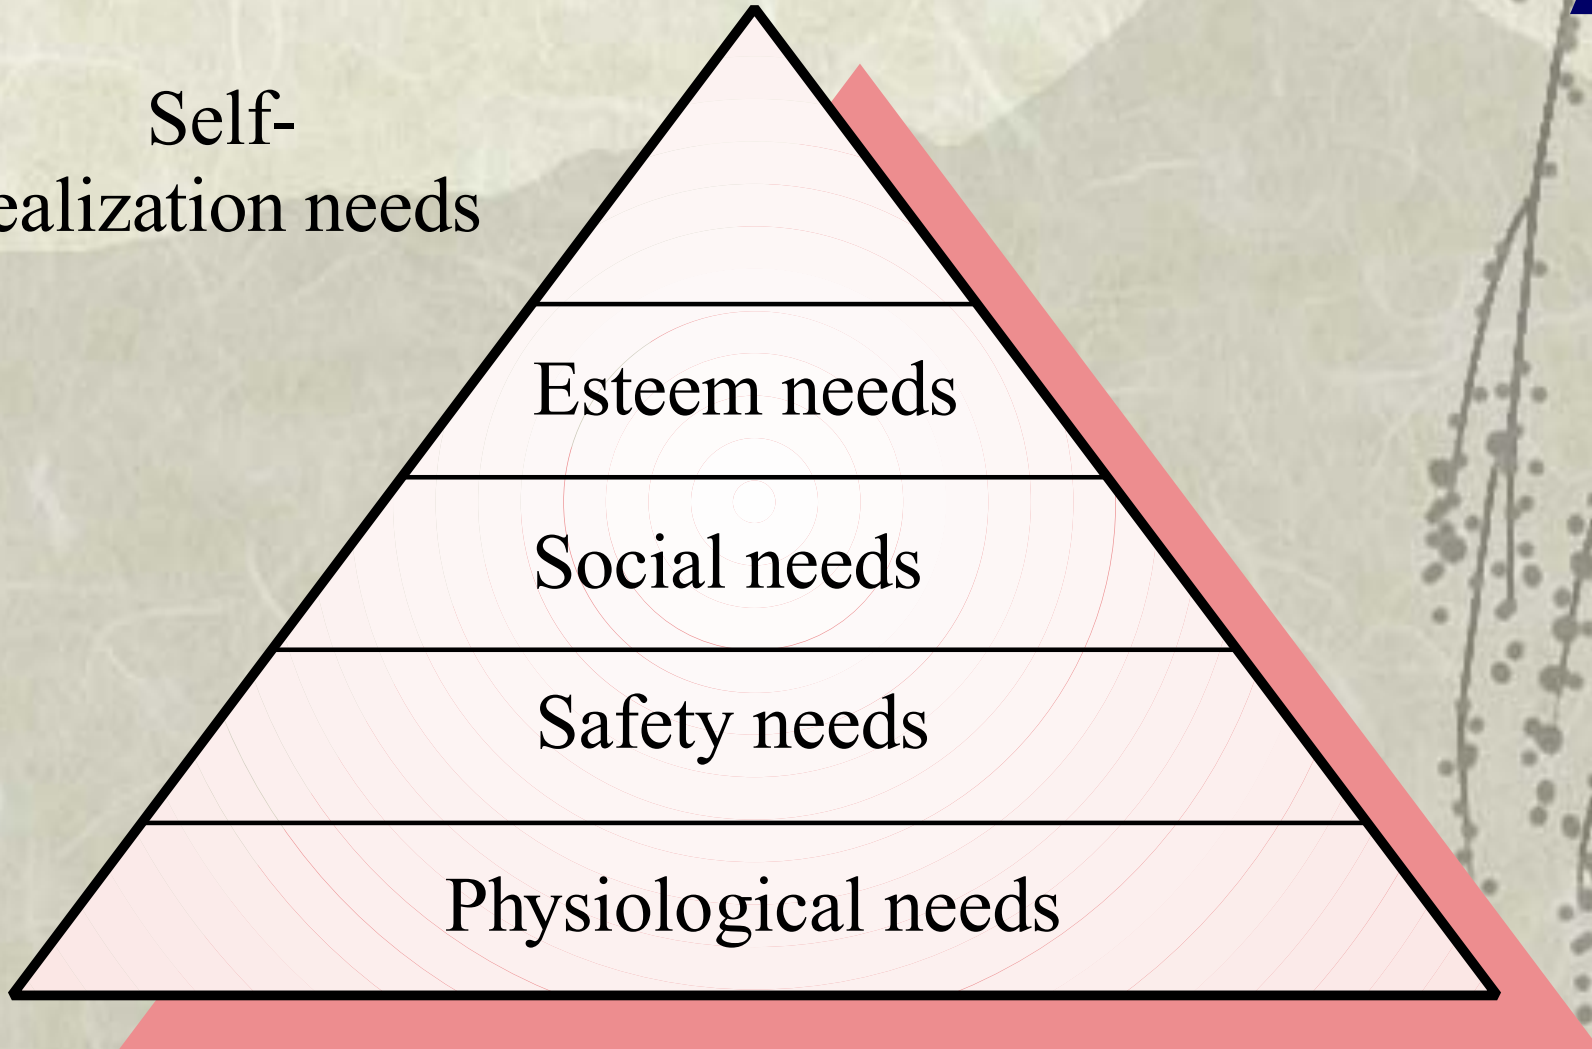 Self-
ealization needs
Esteem needs
Social needs
Safety needs
Physiological needs